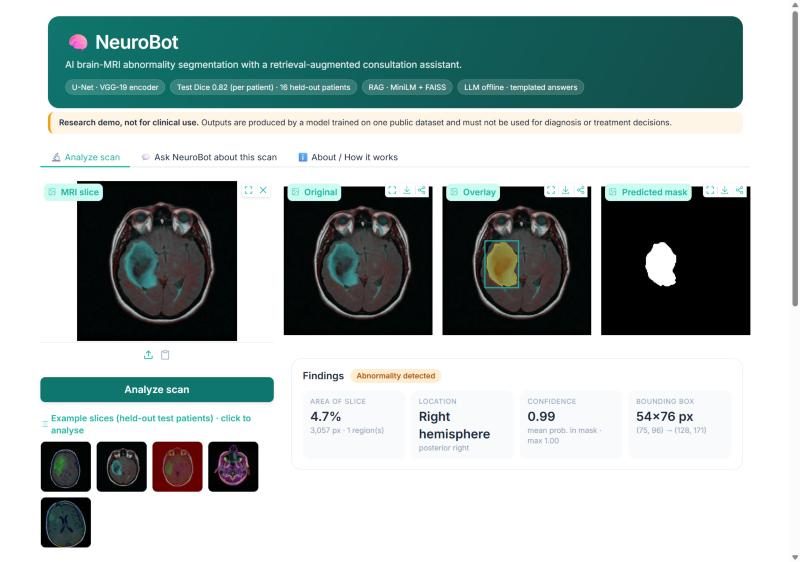 NeuroBot
AI brain-MRI abnormality segmentation with a retrieval-augmented consultation assistant.
U-Net · VGG-19 encoder
Test Dice 0.82 (per patient) · 16 held-out patients
RAG · MiniLM + FAISS
LLM offline · templated answers
Research demo, not for clinical use. Outputs are produced by a model trained on one public dataset and must not be used for diagnosis or treatment decisions.
Analyze scan
Ask NeuroBot about this scan
About / How it works
MRI slice
Original
Overlay
Predicted mask
Analyze scan
Example slices (held-out test patients) · click to
analyse
Findings
Abnormality detected
AREA OF SLICE
4.7%
3,057 px · 1 region(s)
LOCATION
Right
hemisphere
posterior right
CONFIDENCE
0.99
mean prob. in mask ·
max 1.00
BOUNDING BOX
54×76 px
(75, 96) → (128, 171)